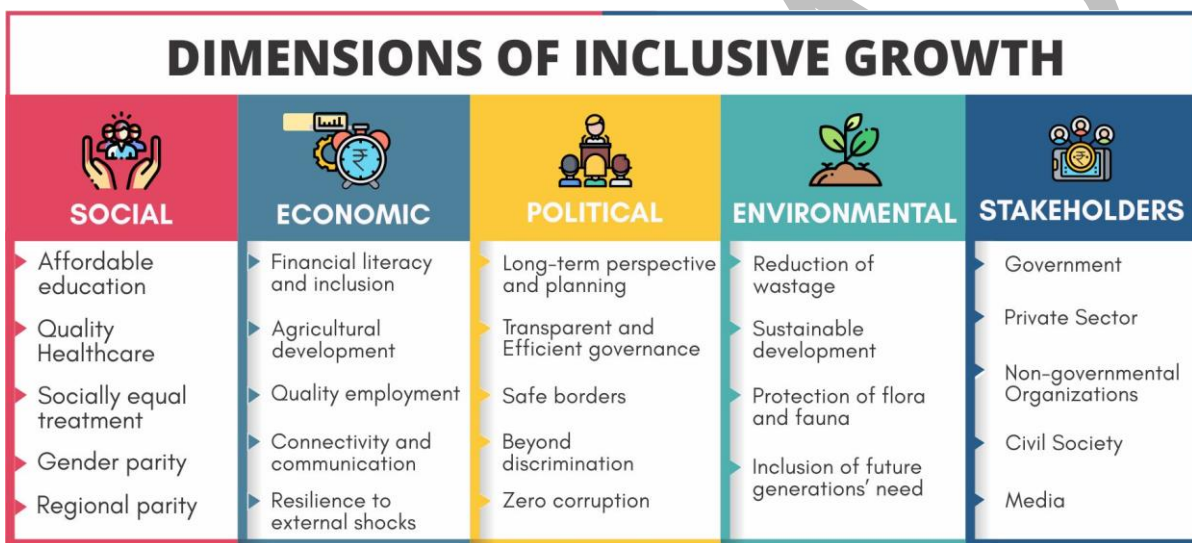 DIMENSIONS OF INCLUSIVE GROWTH
SOCIAL
Affordable
education
Quality
Healthcare
Socially equal
treatment
Gender parity
Regional parity
ECONOMIC
Financial literacy
and inclusion
Agricultural
development
Quality employment
Connectivity and
communication
Resilience to
external shocks
POLITICAL
Long-term perspective
and planning
Transparent and
Efficient governance
Safe borders
Beyond
discrimination
Zero corruption
ENVIRONMENTAL
Reduction of
wastage
Sustainable
development
Protection of flora
and fauna
Inclusion of future
generations' need
STAKEHOLDERS
Government
Private Sector
Non-governmental
Organizations
Civil Society
Media